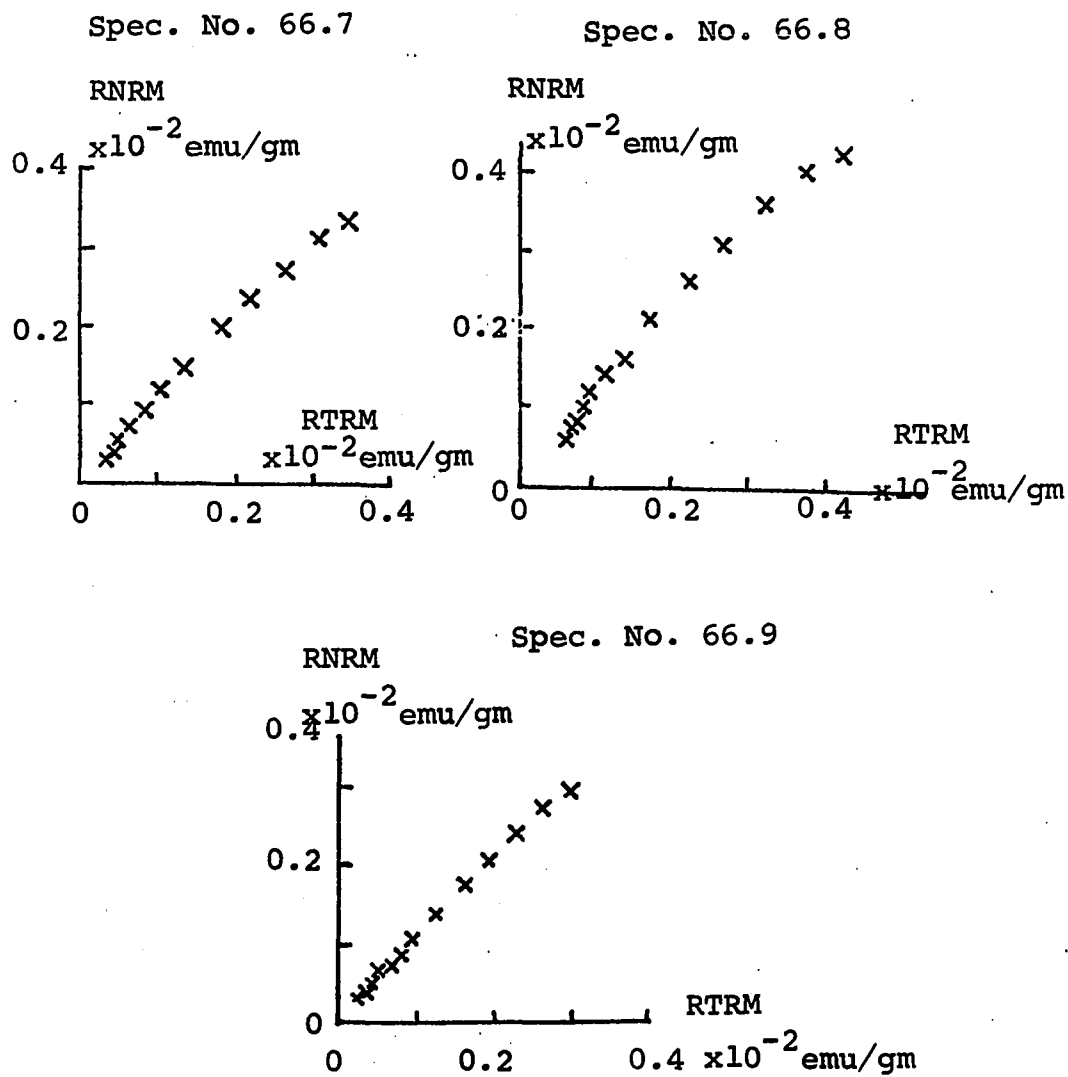 Spec. No. 66.7
RNRM
x10⁻² emu/gm
0.4
0.2
RTRM
x10⁻² emu/gm
0 0.2 0.4
Spec. No. 66.8
RNRM
x10⁻² emu/gm
0.4
0.2
RTRM
0
x10⁻² emu/gm
0 0.2 0.4
Spec. No. 66.9
RNRM
x10⁻² emu/gm
0.4
0.2
RTRM
0
0 0.2 0.4 x10⁻² emu/gm